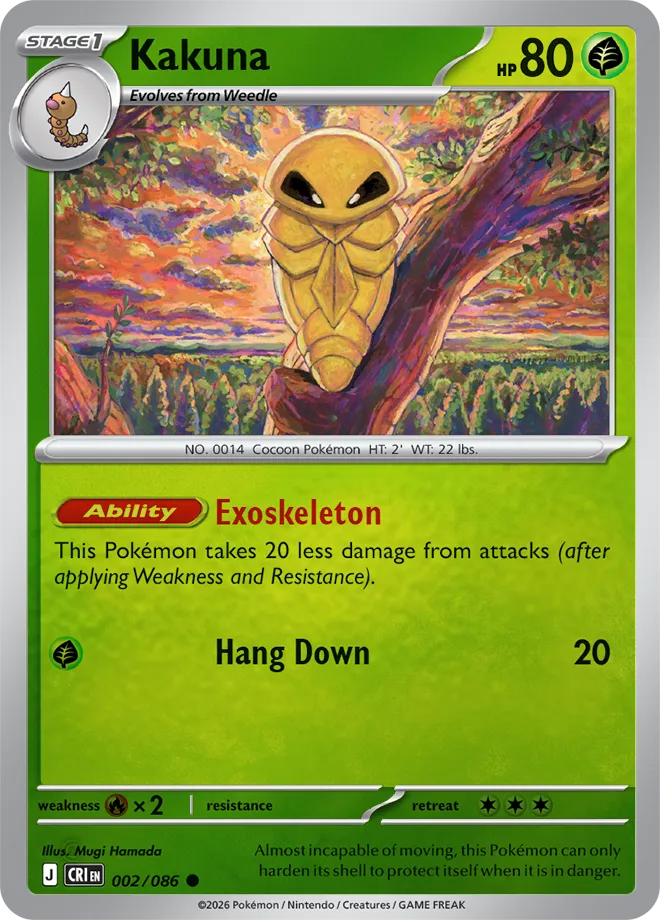 STAGE1
Kakuna
HP 80
Evolves from Weedle
NO. 0014 Cocoon Pokémon HT: 2' WT: 22 lbs.
Ability Exoskeleton
This Pokémon takes 20 less damage from attacks (after
applying Weakness and Resistance).
Hang Down 20
weakness ×2 resistance retreat
Illus. Mugi Hamada
Almost incapable of moving, this Pokémon can only
harden its shell to protect itself when it is in danger.
J CRI EN 002/086
©2026 Pokémon / Nintendo / Creatures / GAME FREAK